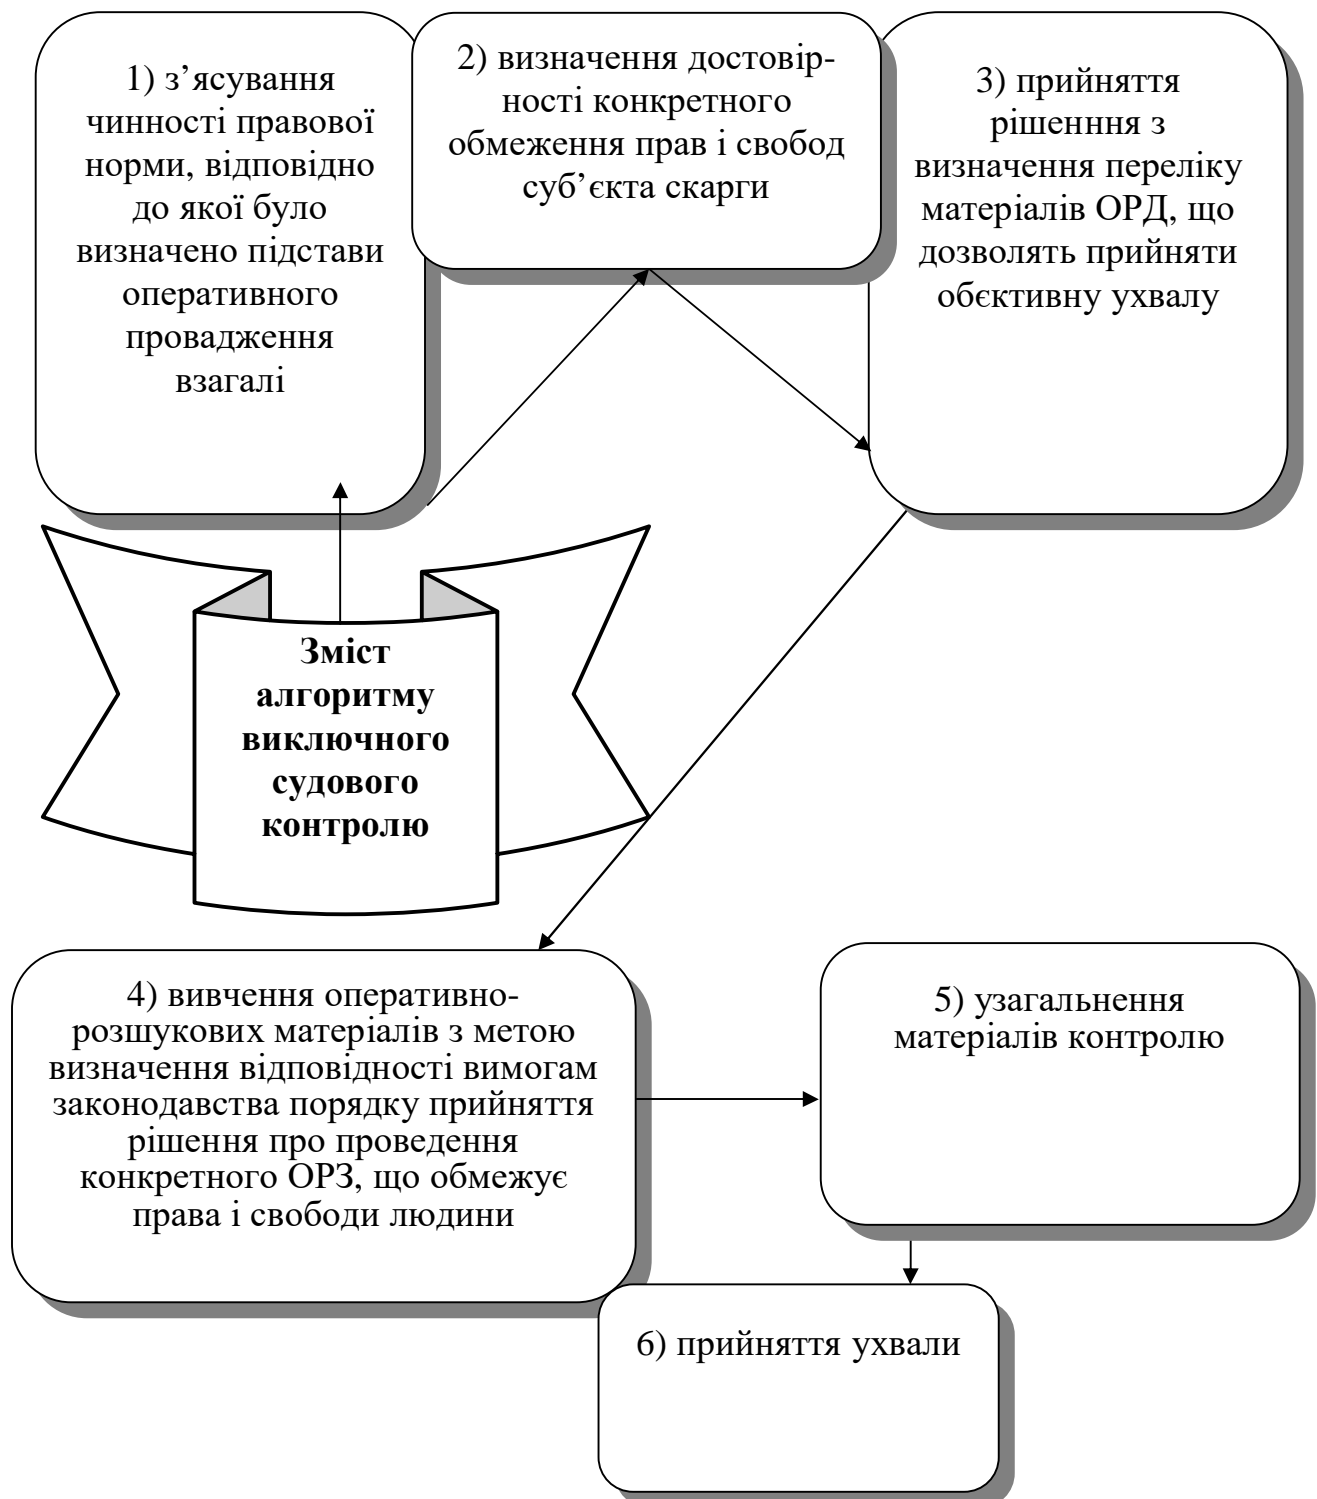 1) з’ясування
чинності правової
норми, відповідно
до якої було
визначено підстави
оперативного
провадження
взагалі
2) визначення достовір-
ності конкретного
обмеження прав і свобод
суб’єкта скарги
3) прийняття
рішенння з
визначення переліку
матеріалів ОРД, що
дозволять прийняти
обєктивну ухвалу
Зміст
алгоритму
виключного
судового
контролю
4) вивчення оперативно-
розшукових матеріалів з метою
визначення відповідності вимогам
законодавства порядку прийняття
рішення про проведення
конкретного ОРЗ, що обмежує
права і свободи людини
5) узагальнення
матеріалів контролю
6) прийняття ухвали